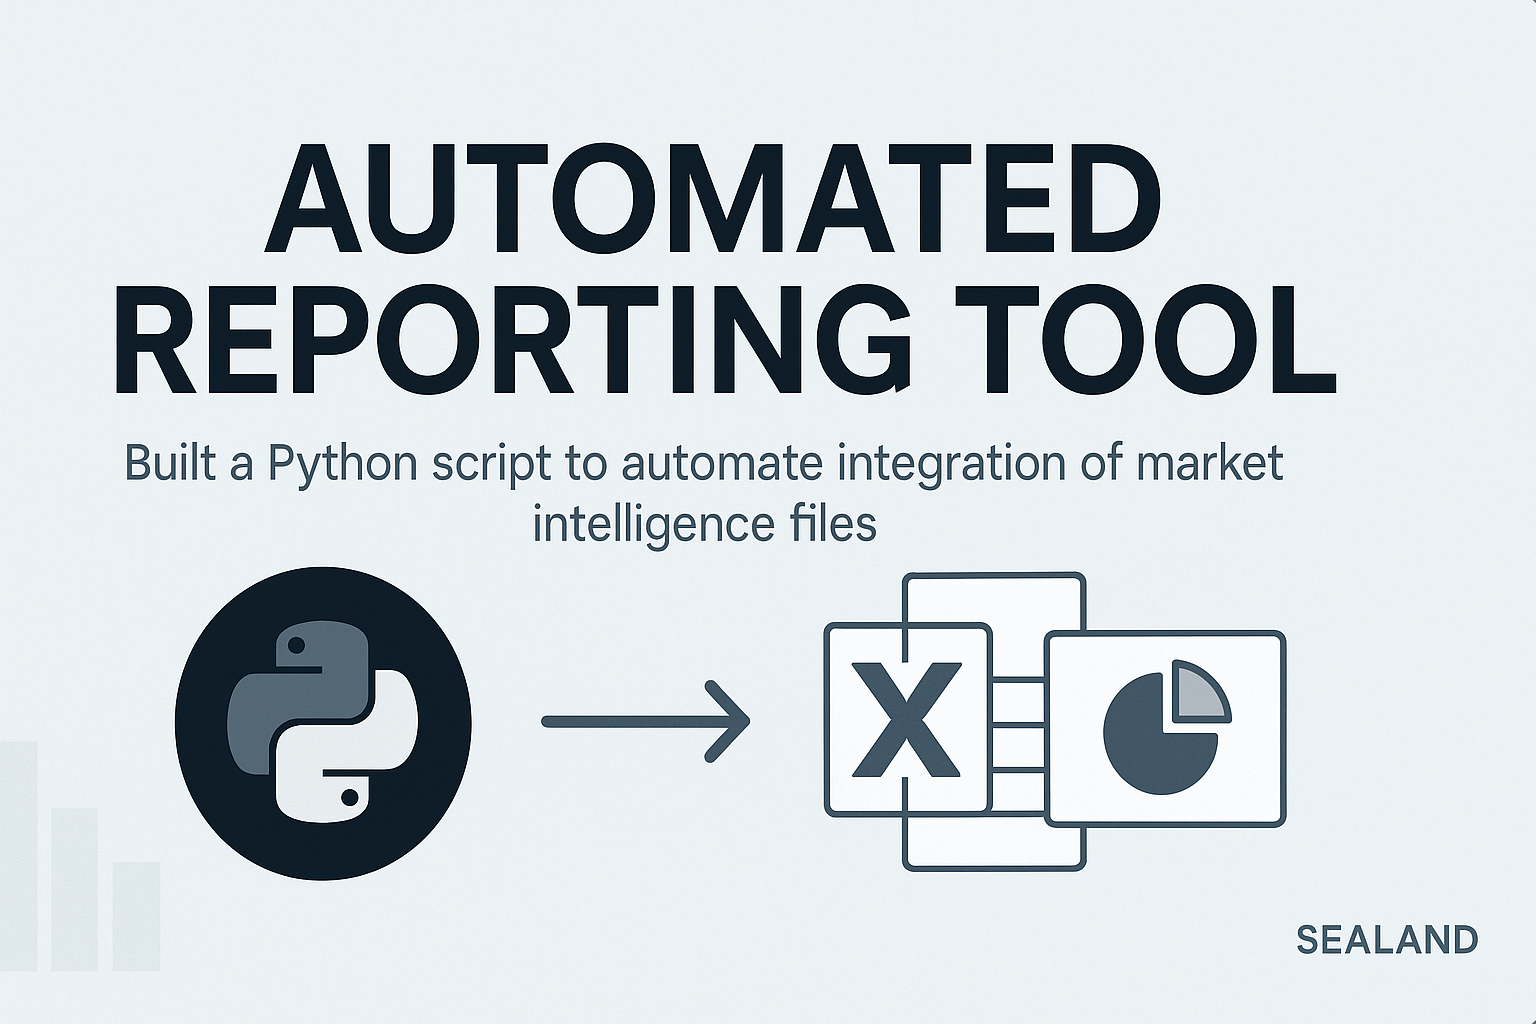 AUTOMATED
REPORTING TOOL
Built a Python script to automate integration of market
intelligence files
X
SEALAND